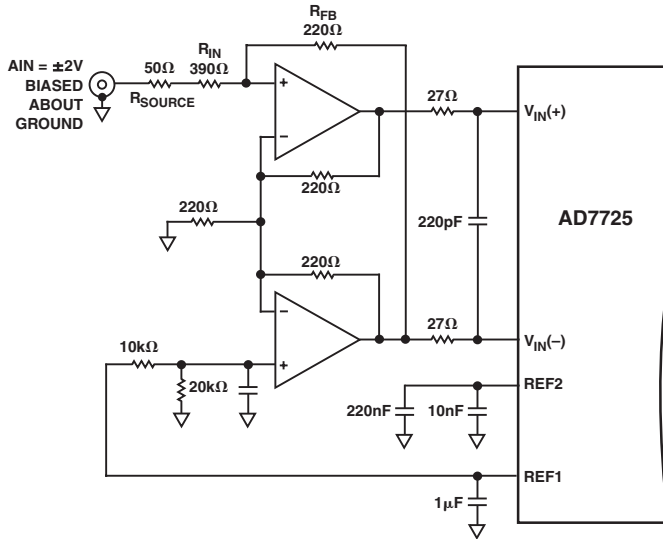 AIN = ±2V
BIASED
ABOUT
GROUND
50Ω
RSOURCE
RIN
390Ω
RFB
220Ω
+
−
220Ω
220Ω
220Ω
−
+
27Ω
VIN(+)
220pF
AD7725
27Ω
VIN(−)
10kΩ
20kΩ
REF2
220nF
10nF
REF1
1μF